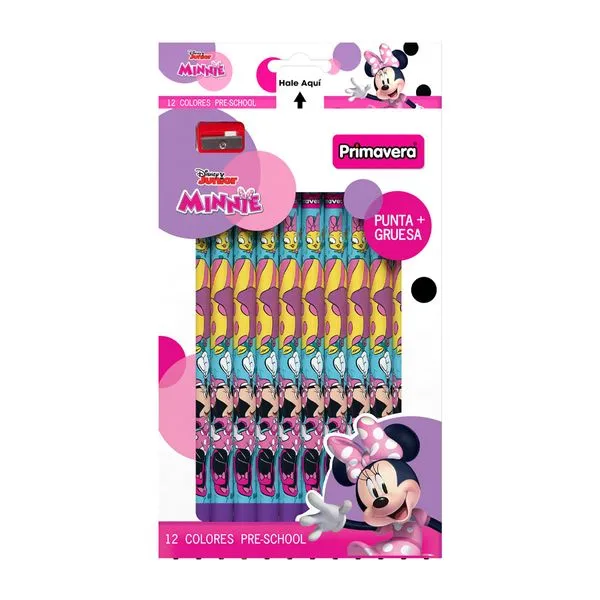 Disney Junior
MINNIE
Hale Aquí
12 COLORES PRE-SCHOOL
Primavera®
Disney Junior
MINNIE
PUNTA +
GRUESA
Primavera
12 COLORES PRE-SCHOOL